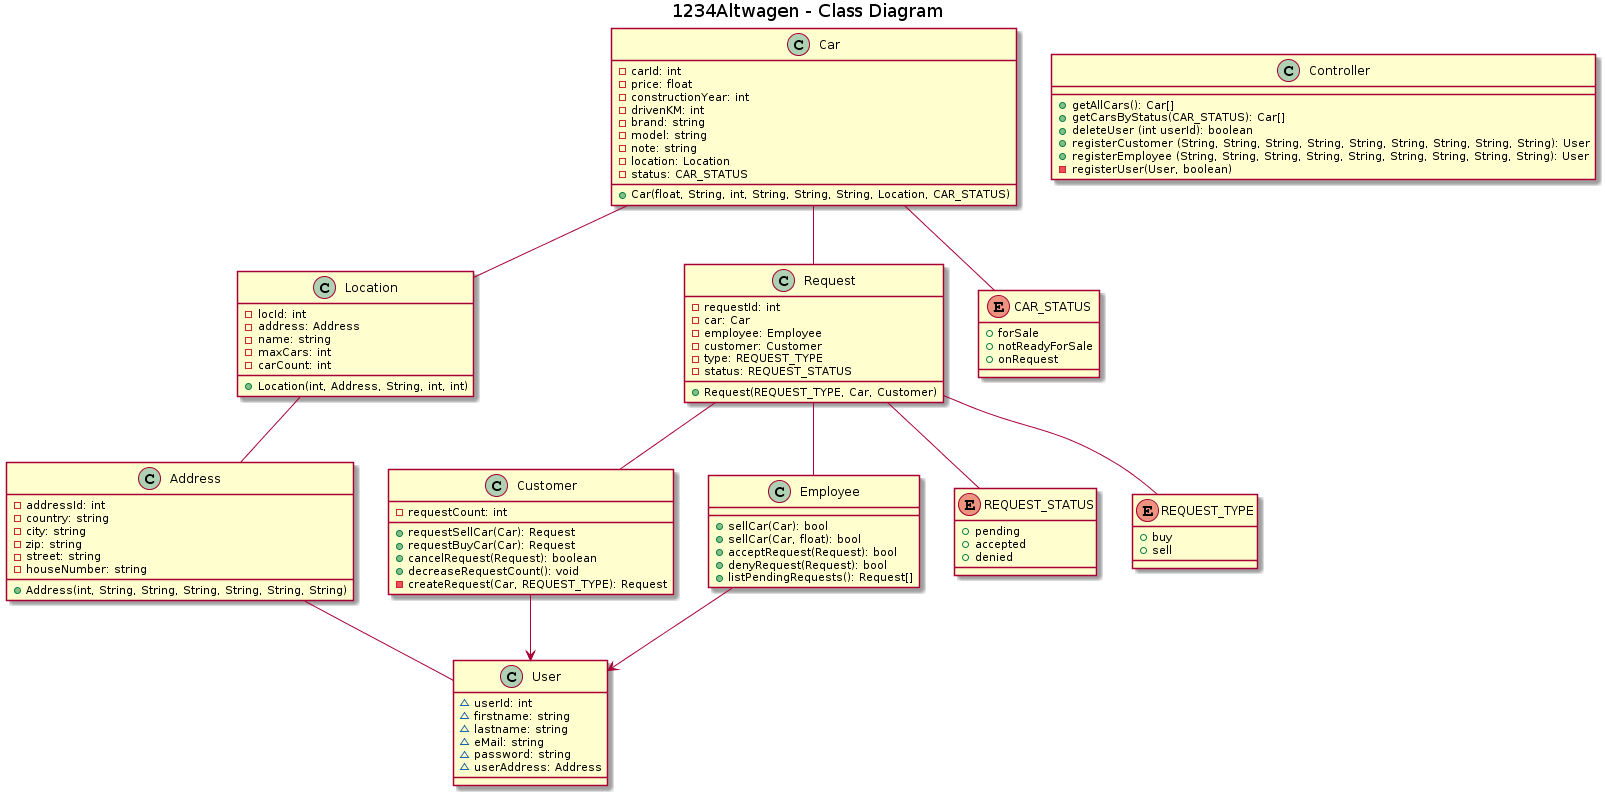 1234Altwagen - Class Diagram
C Car
carId: int
price: float
constructionYear: int
drivenKM: int
brand: string
model: string
note: string
location: Location
status: CAR_STATUS
Car(float, String, int, String, String, String, Location, CAR_STATUS)
C Controller
getAllCars(): Car[]
getCarsByStatus(CAR_STATUS): Car[]
deleteUser (int userId): boolean
registerCustomer (String, String, String, String, String, String, String, String, String): User
registerEmployee (String, String, String, String, String, String, String, String, String): User
registerUser(User, boolean)
C Location
locId: int
address: Address
name: string
maxCars: int
carCount: int
Location(int, Address, String, int, int)
C Request
requestId: int
car: Car
employee: Employee
customer: Customer
type: REQUEST_TYPE
status: REQUEST_STATUS
Request(REQUEST_TYPE, Car, Customer)
E CAR_STATUS
forSale
notReadyForSale
onRequest
C Address
addressId: int
country: string
city: string
zip: string
street: string
houseNumber: string
Address(int, String, String, String, String, String, String)
C Customer
requestCount: int
requestSellCar(Car): Request
requestBuyCar(Car): Request
cancelRequest(Request): boolean
decreaseRequestCount(): void
createRequest(Car, REQUEST_TYPE): Request
C Employee
sellCar(Car): bool
sellCar(Car, float): bool
acceptRequest(Request): bool
denyRequest(Request): bool
listPendingRequests(): Request[]
E REQUEST_STATUS
pending
accepted
denied
E REQUEST_TYPE
buy
sell
C User
userId: int
firstname: string
lastname: string
eMail: string
password: string
userAddress: Address